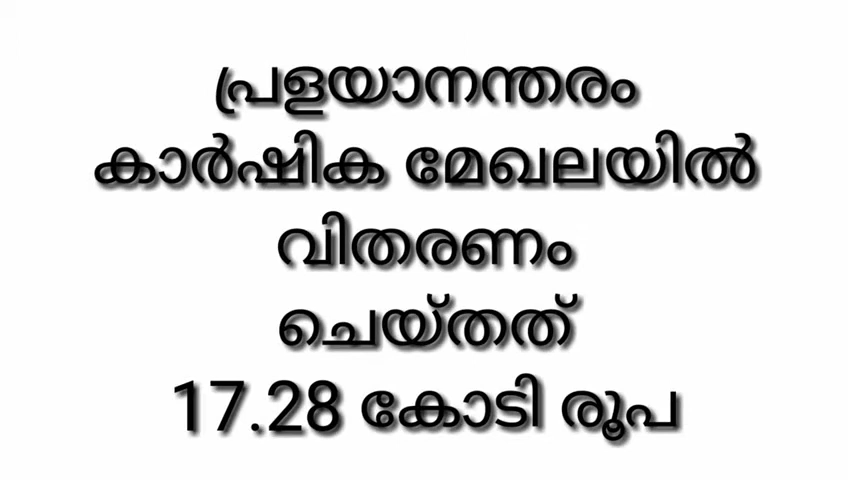 പ്രളയാനന്തരം
കാർഷിക മേഖലയിൽ
വിതരണം
ചെയ്തത്
17.28 കോടി രൂപ